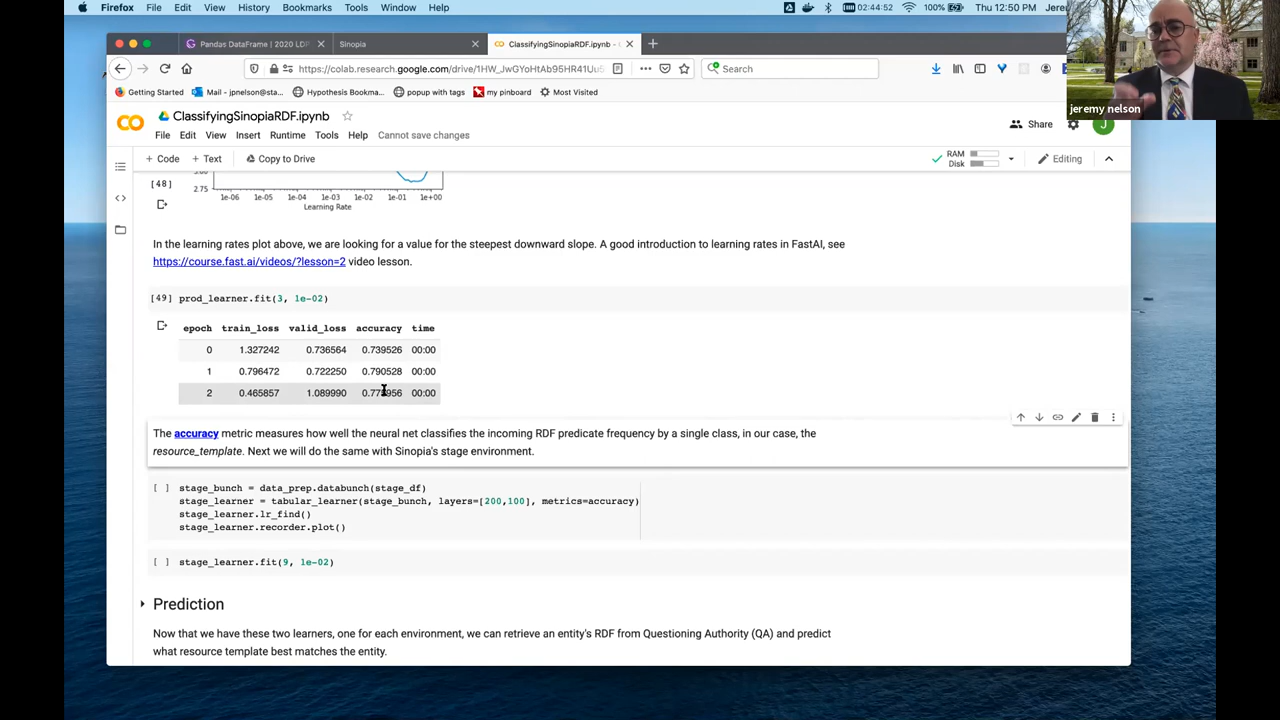 Firefox File Edit View History Bookmarks Tools Window Help 02:44:52 100% Thu 12:50 PM
Pandas DataFrame | 2020 LDP
Sinopia
ClassifyingSinopiaRDF.ipynb
https://colab.research.google.com/drive/1HW_JwGYoHtAb95HR41Uu5
Search
Getting Started Mail - jpnelson@sta... Hypothesis Bookma... popup with tags my pinboard Most Visited
jeremy nelson
ClassifyingSinopiaRDF.ipynb
File Edit View Insert Runtime Tools Help Cannot save changes
Share J
+ Code + Text Copy to Drive
RAM
Disk
Editing
[48]
2.75
1e-06 1e-05 1e-04 1e-03 1e-02 1e-01 1e+00
Learning Rate
In the learning rates plot above, we are looking for a value for the steepest downward slope. A good introduction to learning rates in FastAI, see
https://course.fast.ai/videos/?lesson=2 video lesson.
[49] prod_learner.fit(3, 1e-02)
epoch train_loss valid_loss accuracy time
0 1.327242 0.736564 0.739526 00:00
1 0.796472 0.722250 0.790528 00:00
2 0.465857 1.089990 00:00
The accuracy metric measures how well the neural net classifies the incoming RDF predicate frequency by a single class, in our case, the
resource_template. Next we will do the same with Sinopia's stage environment.
[ ] stage_bunch = data_prep.databunch(stage_df)
stage_learner = tabular_learner(stage_bunch, layers=[200,100], metrics=accuracy)
stage_learner.lr_find()
stage_learner.recorder.plot()
[ ] stage_learner.fit(9, 1e-02)
Prediction
Now that we have these two learners, one for each environment, we can retrieve an entity's RDF from Questioning Authority (QA) and predict
what resource template best matches the entity.